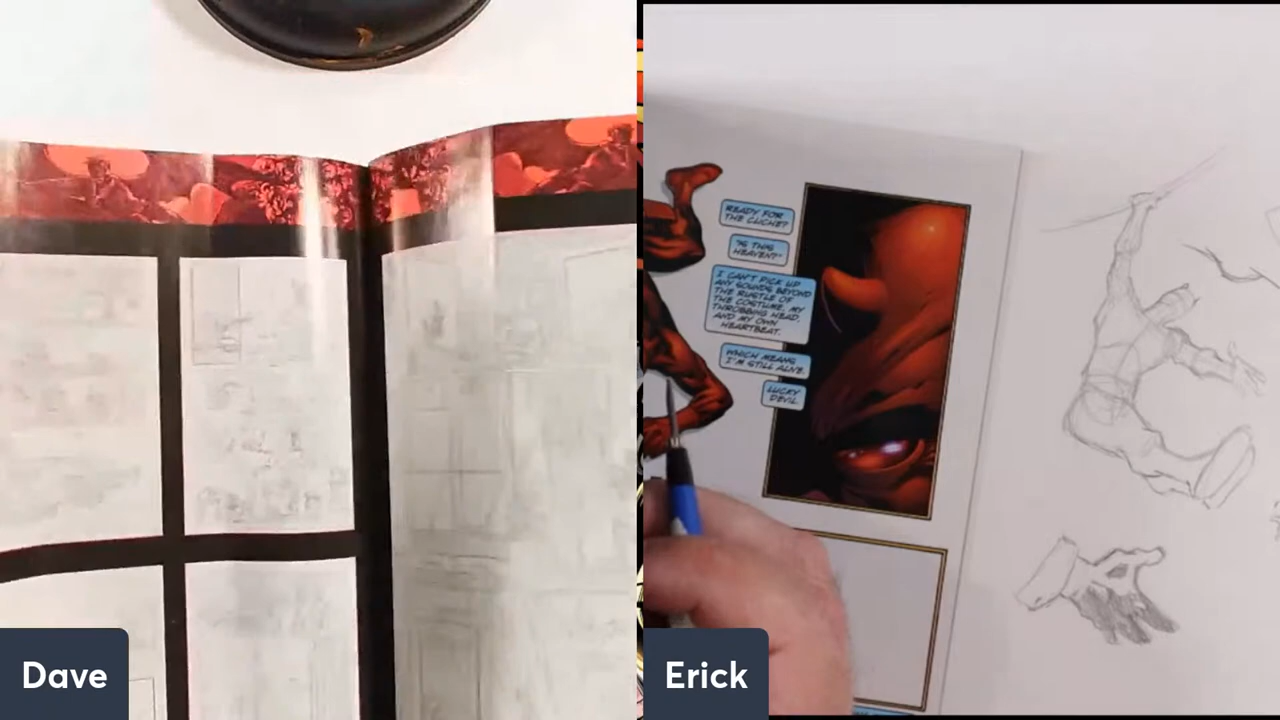 READY FOR
THE CLICHE?
"IS THIS
HEAVEN?"
I CAN'T PICK UP
ANY SOUNDS BEYOND
THE RUSTLE OF
THE COSTUME, MY
THROBBING HEAD,
AND MY OWN
HEARTBEAT.
WHICH MEANS
I'M STILL ALIVE.
LUCKY
DEVIL.
Dave
Erick